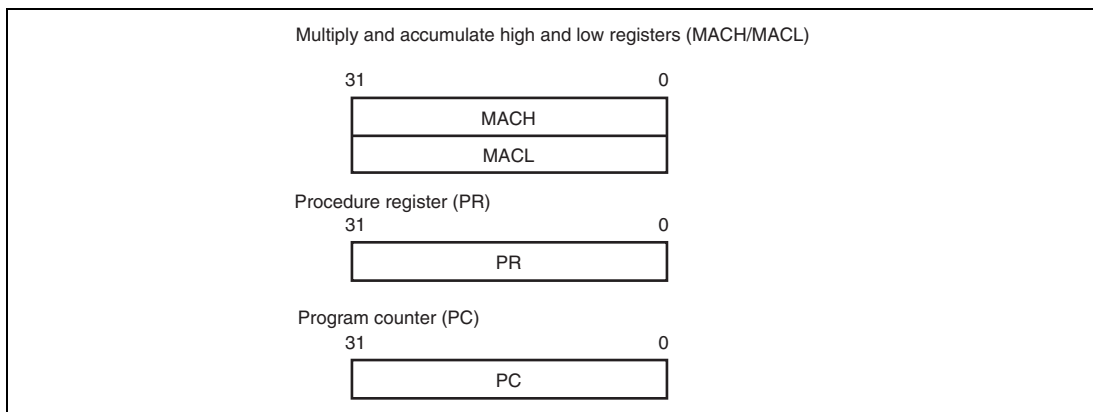 Multiply and accumulate high and low registers (MACH/MACL)
31 0
MACH
MACL
Procedure register (PR)
31 0
PR
Program counter (PC)
31 0
PC